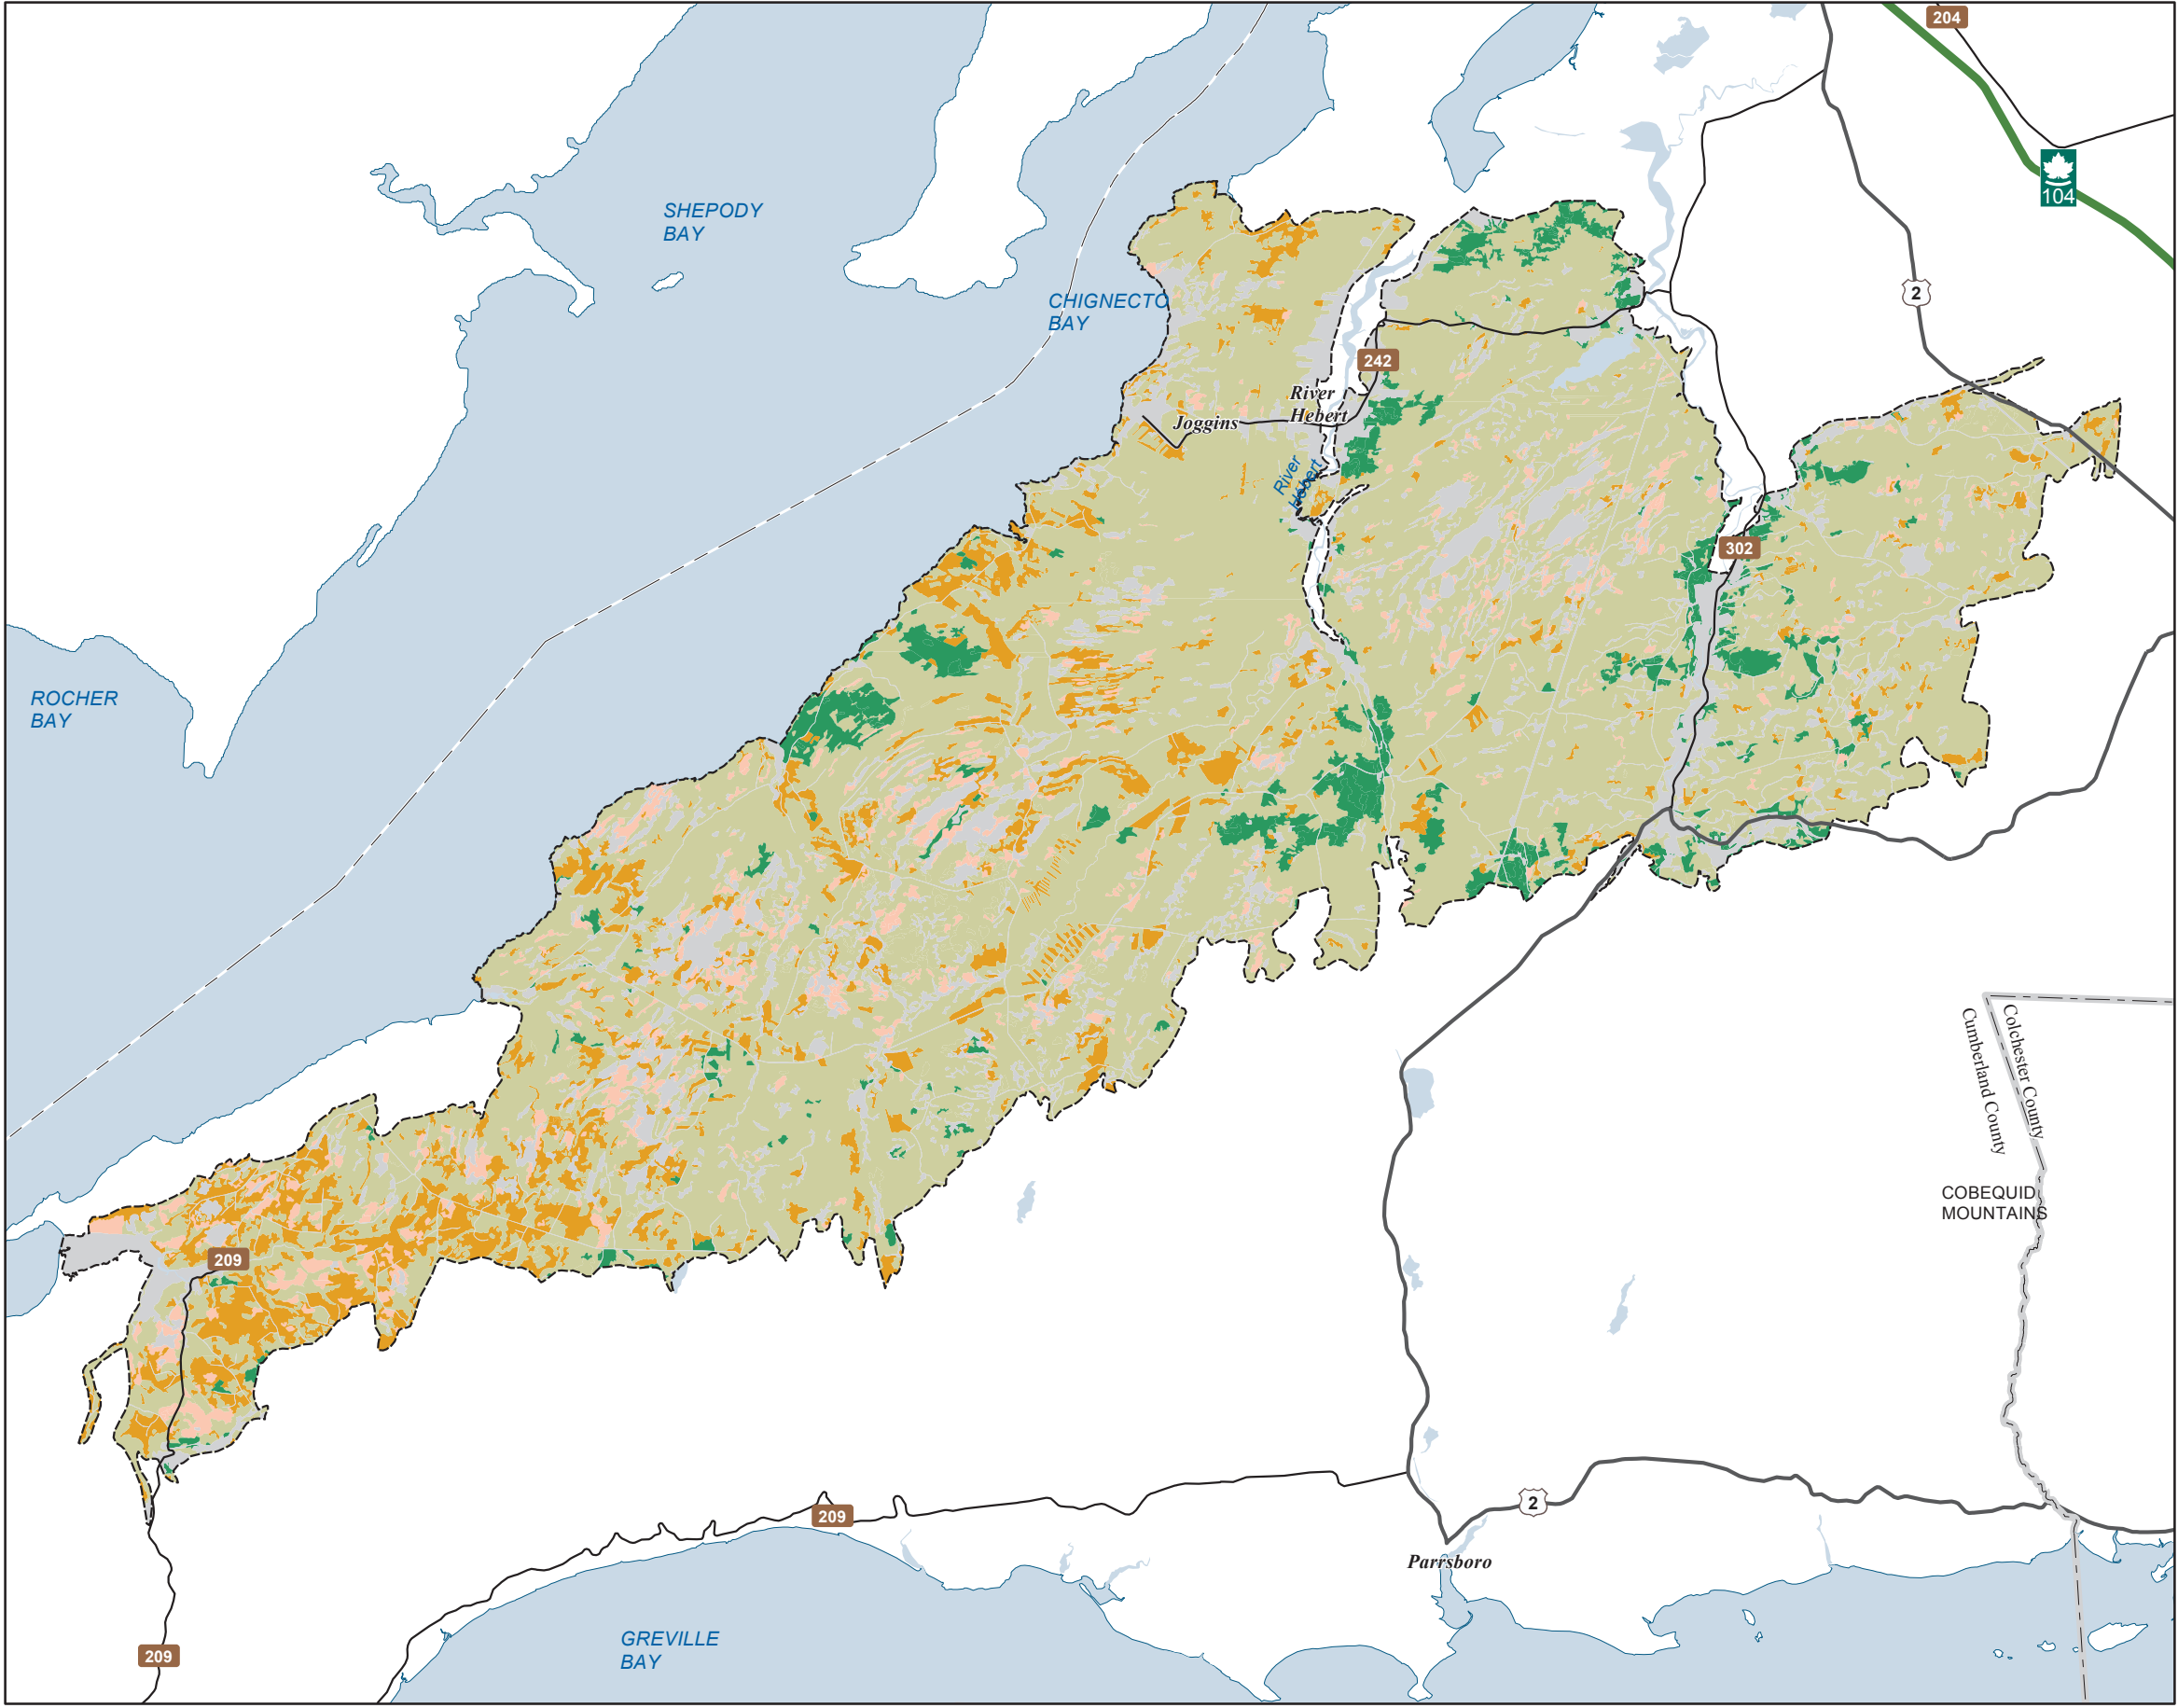 204
104
SHEPODY
BAY
CHIGNECTO
BAY
2
242
River
Hebert
Joggins
River
Hebert
302
ROCHER
BAY
Colchester County
Cumberland County
COBEQUID
MOUNTAINS
209
209
2
Parrsboro
GREVILLE
BAY
209